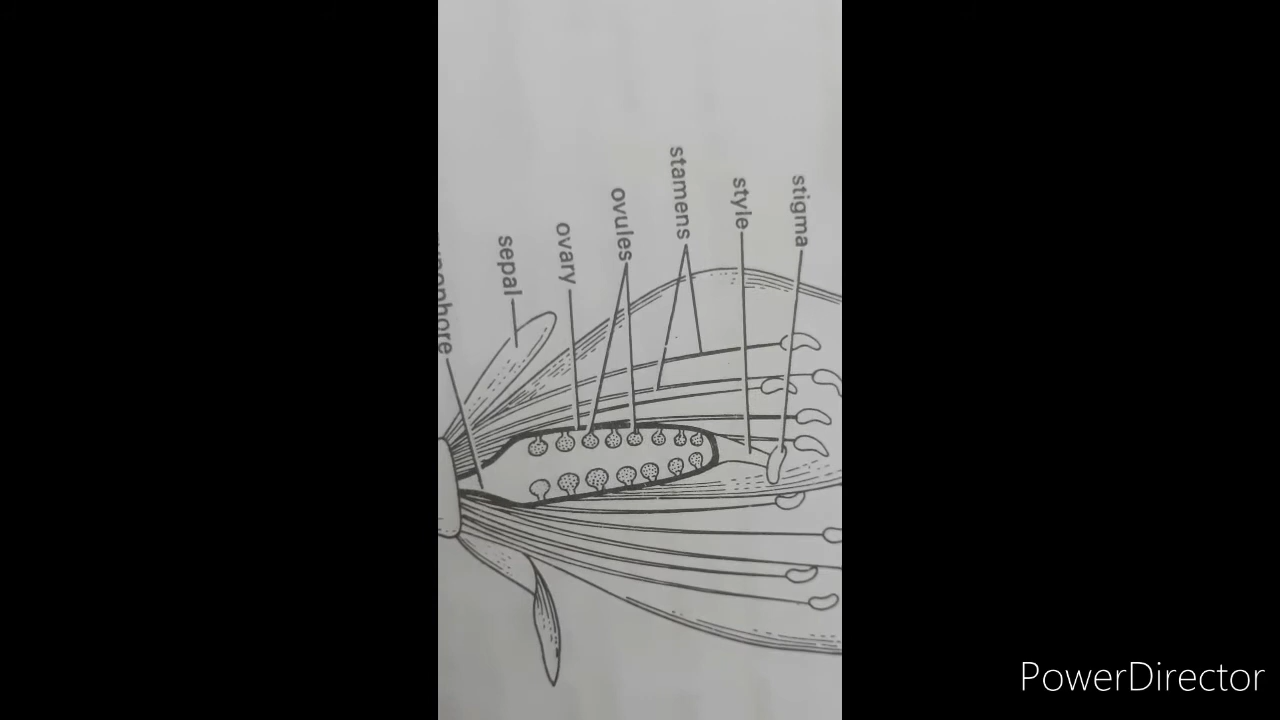 stigma
style
stamens
ovules
ovary
sepal
PowerDirector